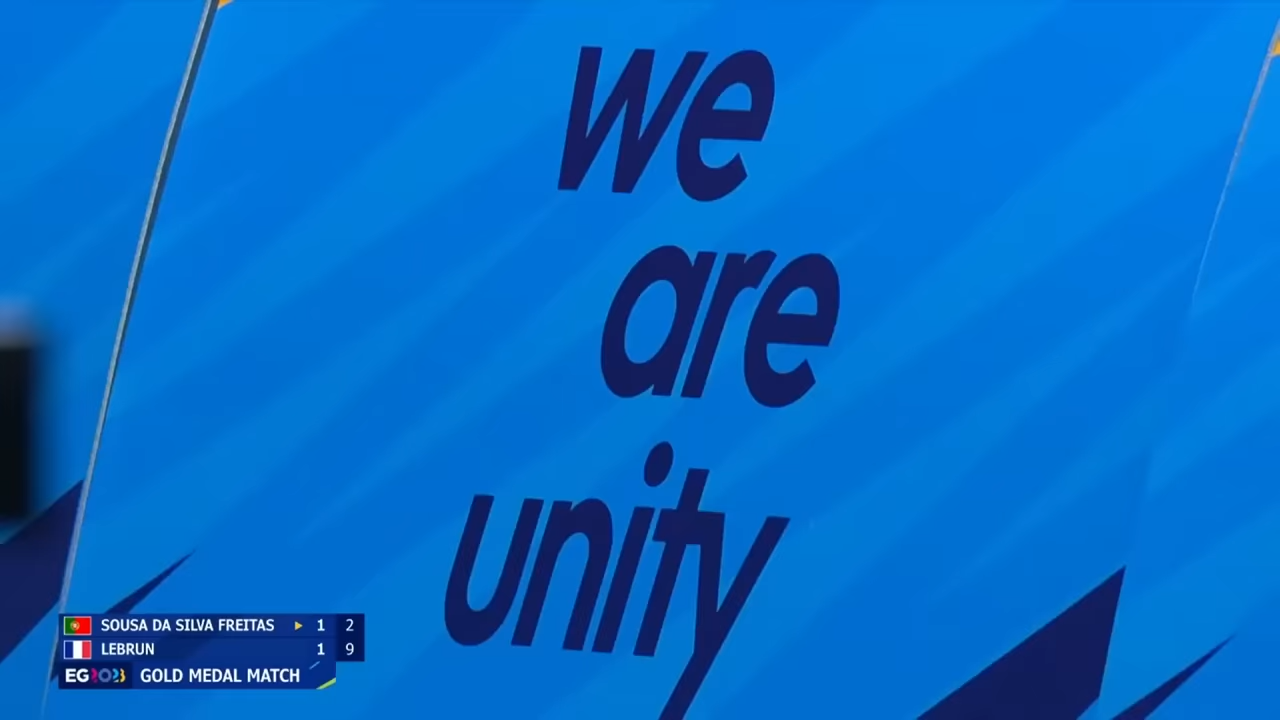 we
are
unity
SOUSA DA SILVA FREITAS 1 2
LEBRUN 1 9
EG2023 GOLD MEDAL MATCH